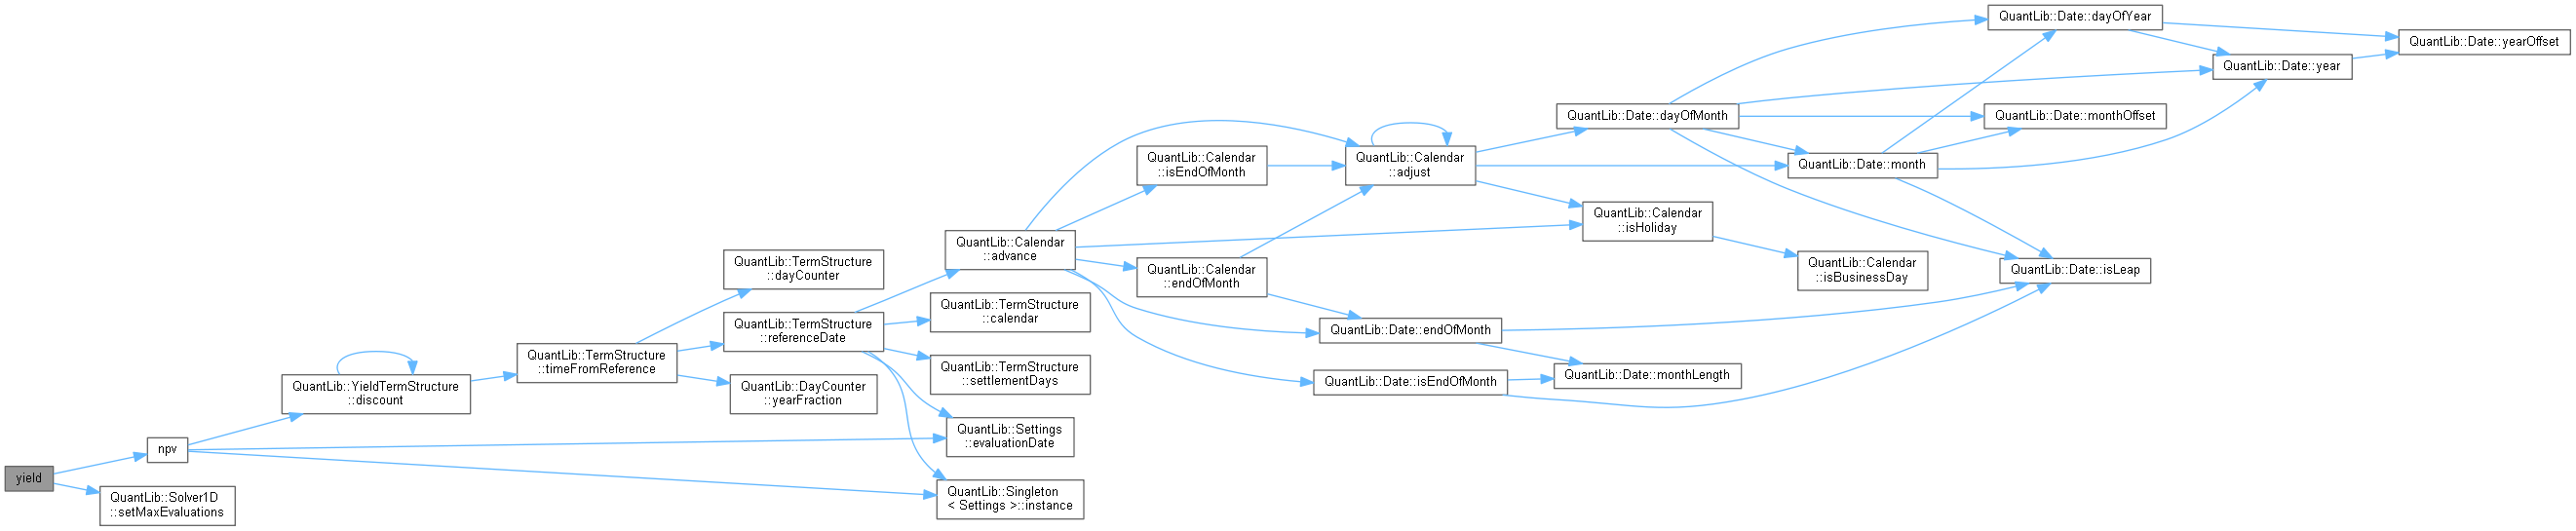 yield
npv
QuantLib::Solver1D
::setMaxEvaluations
QuantLib::YieldTermStructure
::discount
QuantLib::TermStructure
::timeFromReference
QuantLib::TermStructure
::dayCounter
QuantLib::TermStructure
::referenceDate
QuantLib::DayCounter
::yearFraction
QuantLib::Calendar
::advance
QuantLib::TermStructure
::calendar
QuantLib::TermStructure
::settlementDays
QuantLib::Settings
::evaluationDate
QuantLib::Singleton
< Settings >::instance
QuantLib::Calendar
::isEndOfMonth
QuantLib::Calendar
::endOfMonth
QuantLib::Calendar
::adjust
QuantLib::Date::endOfMonth
QuantLib::Date::isEndOfMonth
QuantLib::Date::dayOfMonth
QuantLib::Calendar
::isHoliday
QuantLib::Date::monthLength
QuantLib::Date::month
QuantLib::Calendar
::isBusinessDay
QuantLib::Date::dayOfYear
QuantLib::Date::monthOffset
QuantLib::Date::isLeap
QuantLib::Date::year
QuantLib::Date::yearOffset